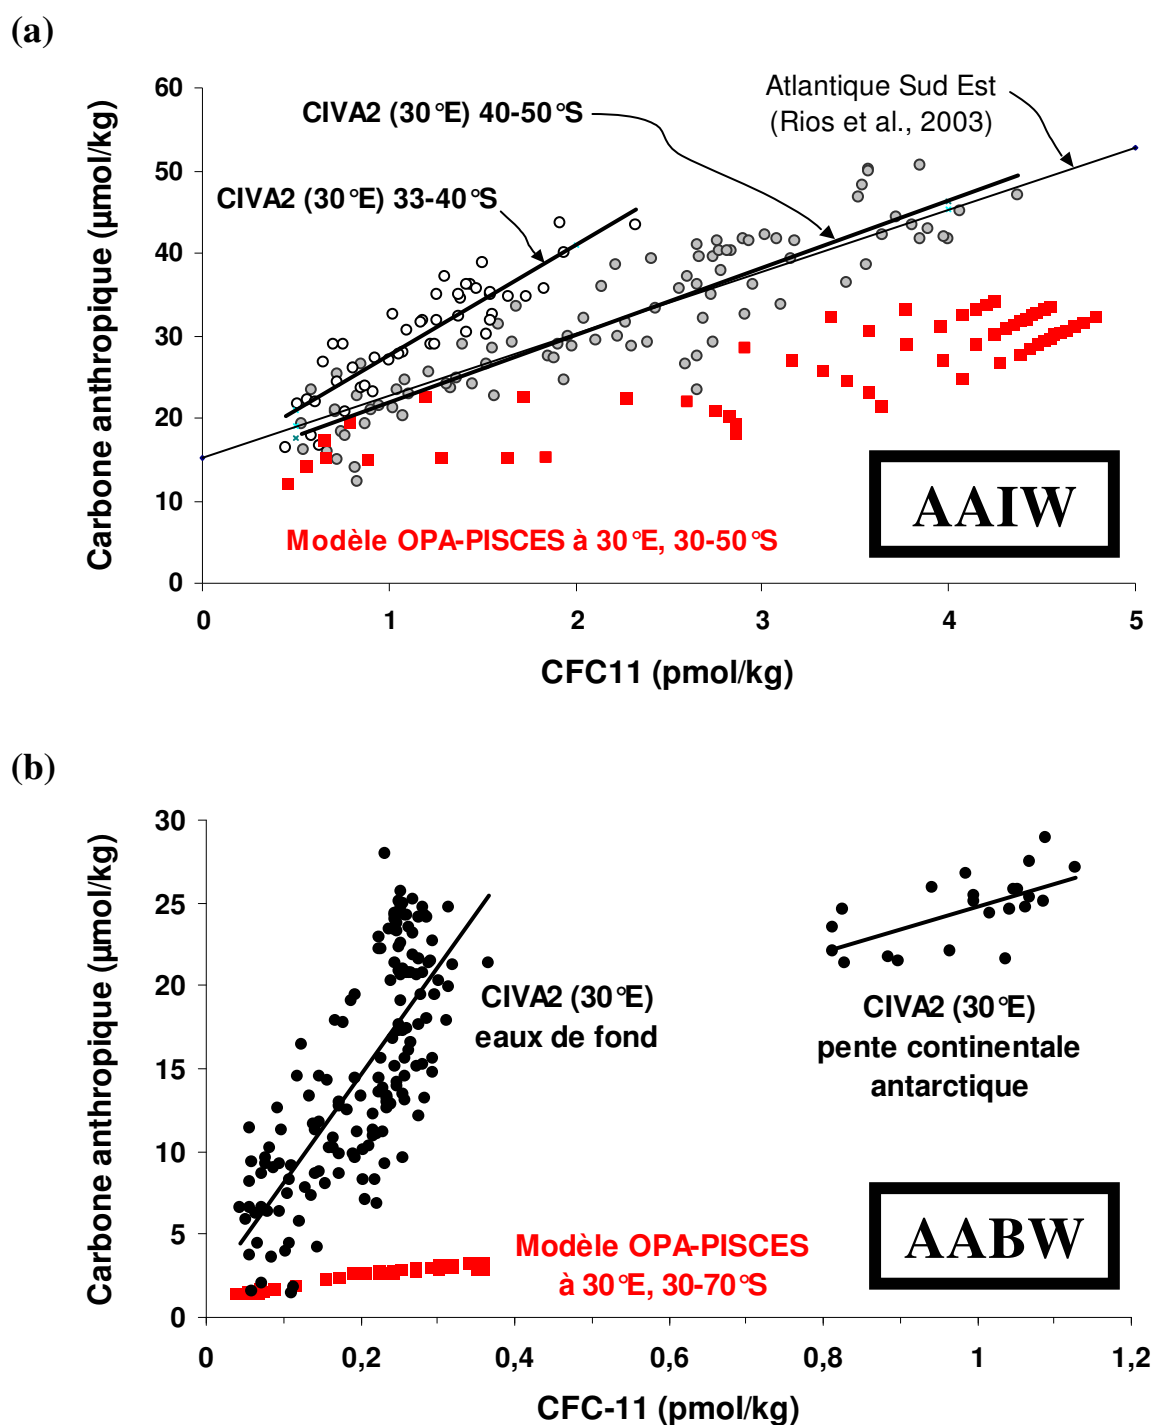 (a)
Carbone anthropique (µmol/kg)
60
50
40
30
20
10
0
CIVA2 (30°E) 40-50°S
CIVA2 (30°E) 33-40°S
Atlantique Sud Est
(Rios et al., 2003)
Modèle OPA-PISCES à 30°E, 30-50°S
AAIW
0 1 2 3 4 5
CFC11 (pmol/kg)
(b)
Carbone anthropique (µmol/kg)
30
25
20
15
10
5
0
CIVA2 (30°E)
eaux de fond
CIVA2 (30°E)
pente continentale
antarctique
Modèle OPA-PISCES
à 30°E, 30-70°S
AABW
0 0,2 0,4 0,6 0,8 1 1,2
CFC-11 (pmol/kg)